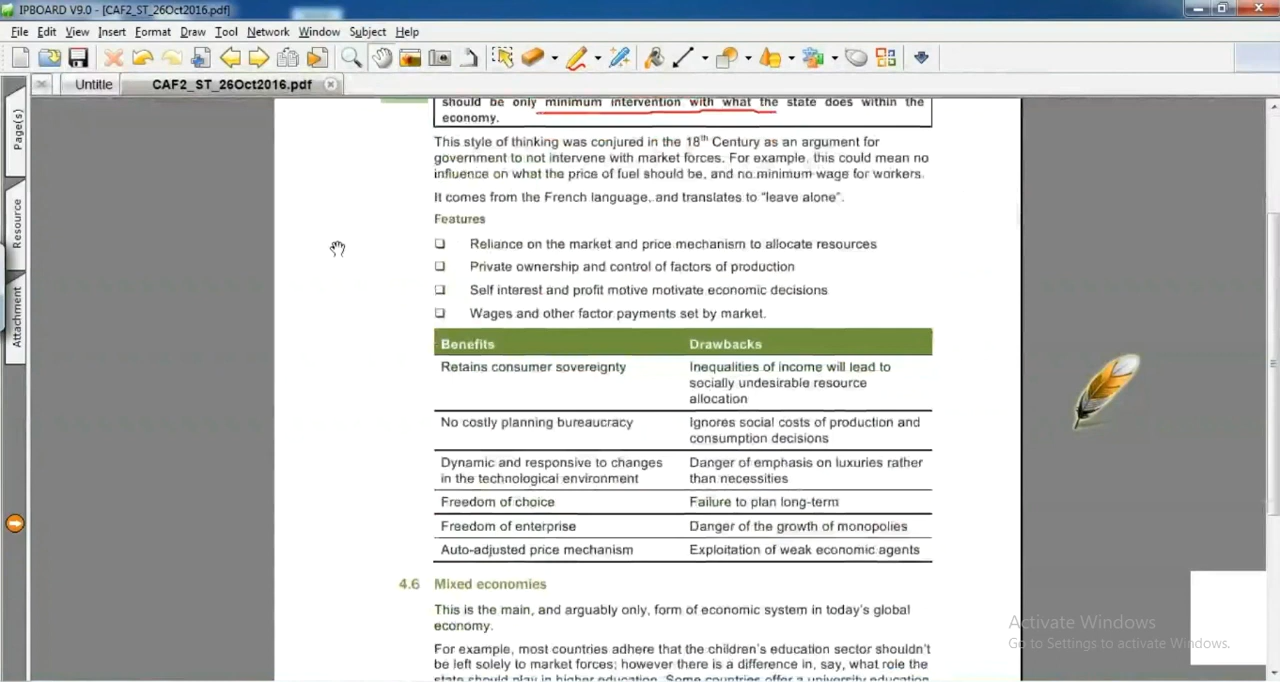 IPBOARD V9.0 - [CAF2_ST_26Oct2016.pdf]
File Edit View Insert Format Draw Tool Network Window Subject Help
Untitle CAF2_ST_26Oct2016.pdf
Page(s)
Resource
Attachment
should be only minimum intervention with what the state does within the
economy.
This style of thinking was conjured in the 18th Century as an argument for
government to not intervene with market forces. For example, this could mean no
influence on what the price of fuel should be, and no minimum wage for workers.
It comes from the French language, and translates to "leave alone".
Features
Reliance on the market and price mechanism to allocate resources
Private ownership and control of factors of production
Self interest and profit motive motivate economic decisions
Wages and other factor payments set by market.
Benefits Drawbacks
Retains consumer sovereignty Inequalities of income will lead to
socially undesirable resource
allocation
No costly planning bureaucracy Ignores social costs of production and
consumption decisions
Dynamic and responsive to changes Danger of emphasis on luxuries rather
in the technological environment than necessities
Freedom of choice Failure to plan long-term
Freedom of enterprise Danger of the growth of monopolies
Auto-adjusted price mechanism Exploitation of weak economic agents
4.6 Mixed economies
This is the main, and arguably only, form of economic system in today's global
economy.
For example, most countries adhere that the children's education sector shouldn't
be left solely to market forces; however there is a difference in, say, what role the
state should play in higher education. Some countries offer a university education
Activate Windows
Go to Settings to activate Windows.